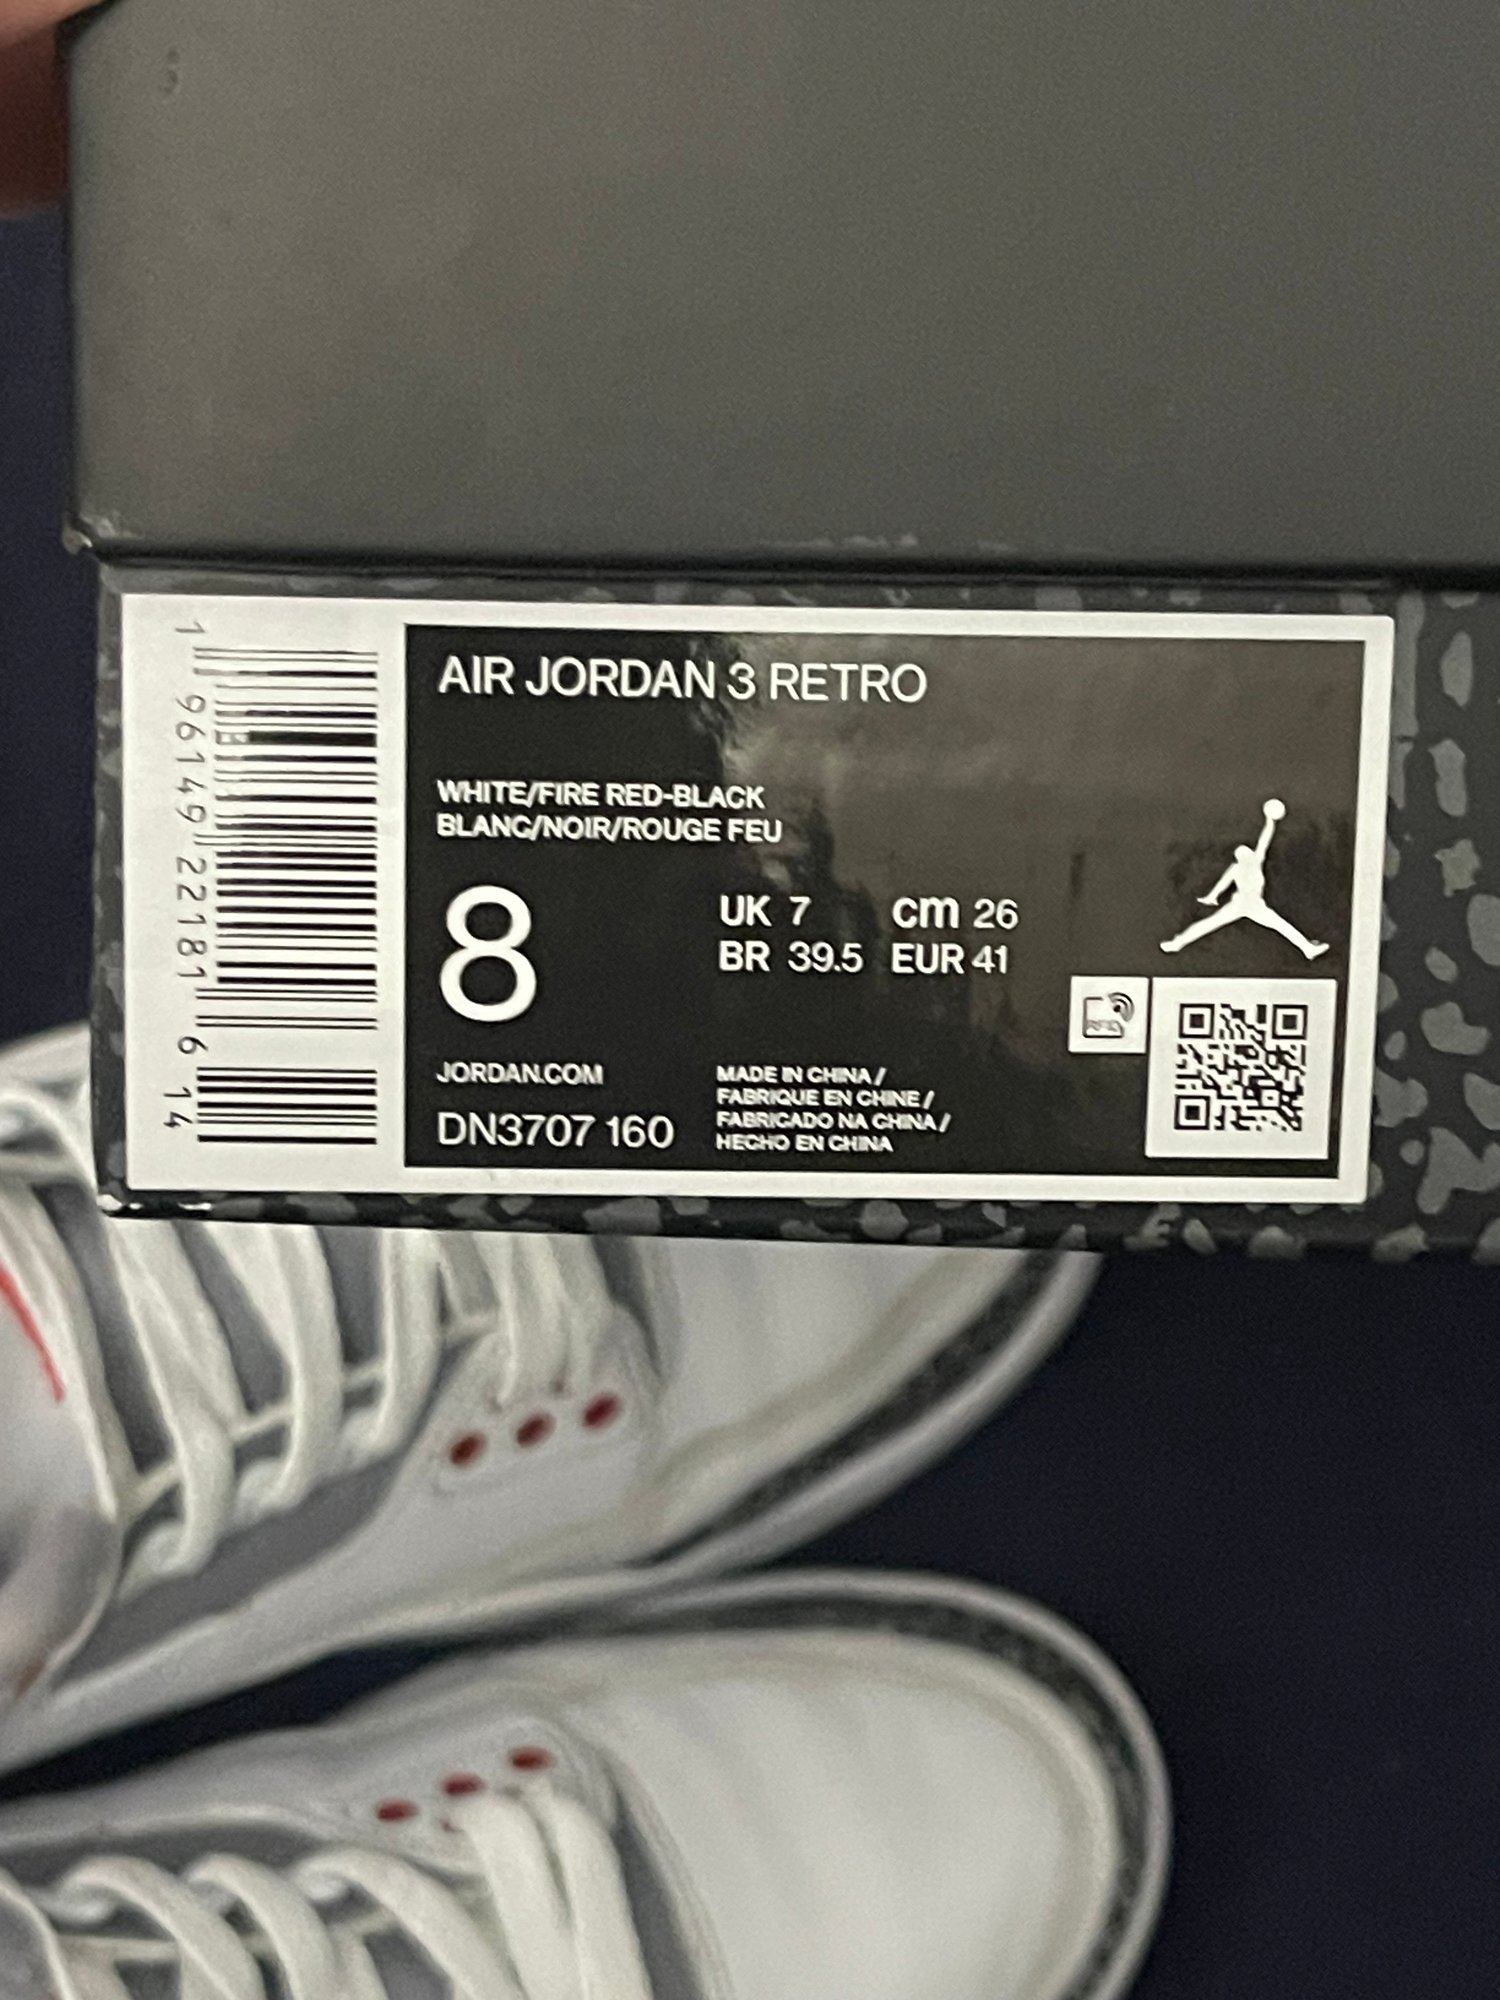 AIR JORDAN 3 RETRO
WHITE/FIRE RED-BLACK
BLANC/NOIR/ROUGE FEU
8
UK 7 cm 26
BR 39.5 EUR 41
JORDAN.COM
DN3707 160
MADE IN CHINA /
FABRIQUE EN CHINE /
FABRICADO NA CHINA /
HECHO EN CHINA
RFID
1 96149 22181 6 14